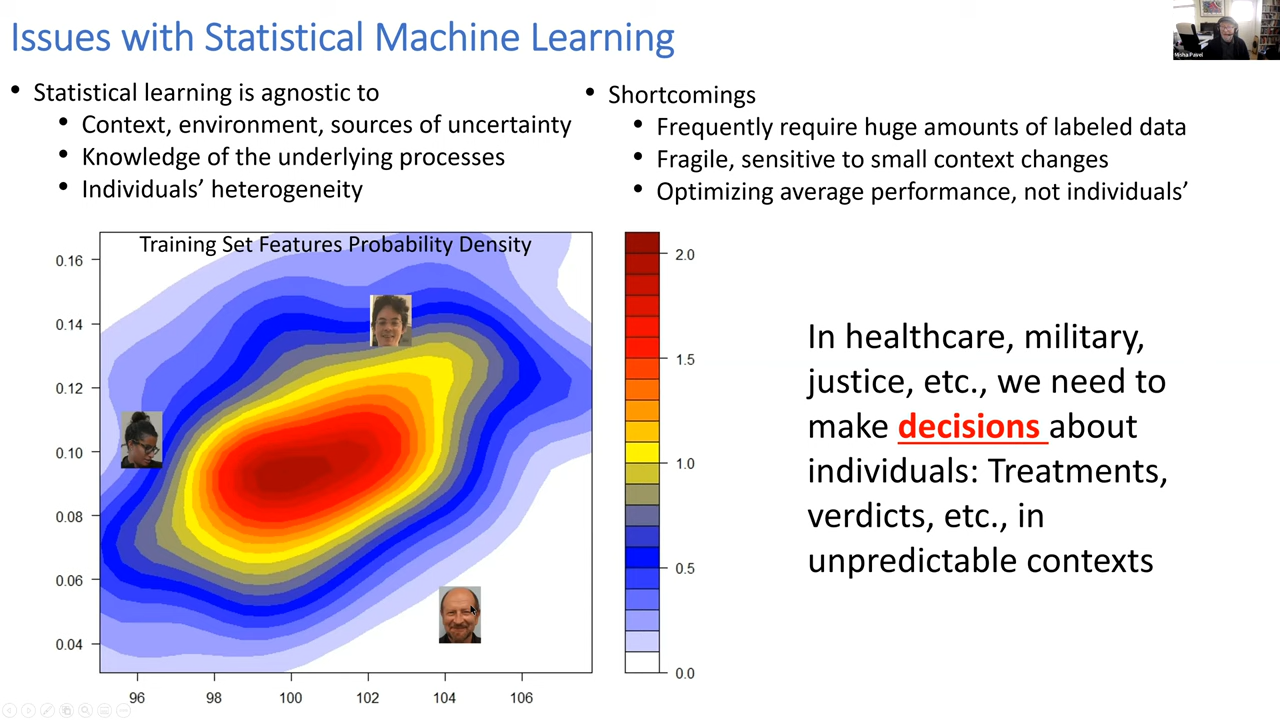 Issues with Statistical Machine Learning
Misha Pavel
• Statistical learning is agnostic to
• Context, environment, sources of uncertainty
• Knowledge of the underlying processes
• Individuals’ heterogeneity
• Shortcomings
• Frequently require huge amounts of labeled data
• Fragile, sensitive to small context changes
• Optimizing average performance, not individuals’
Training Set Features Probability Density
0.16
0.14
0.12
0.10
0.08
0.06
0.04
96 98 100 102 104 106
2.0
1.5
1.0
0.5
0.0
In healthcare, military,
justice, etc., we need to
make decisions about
individuals: Treatments,
verdicts, etc., in
unpredictable contexts